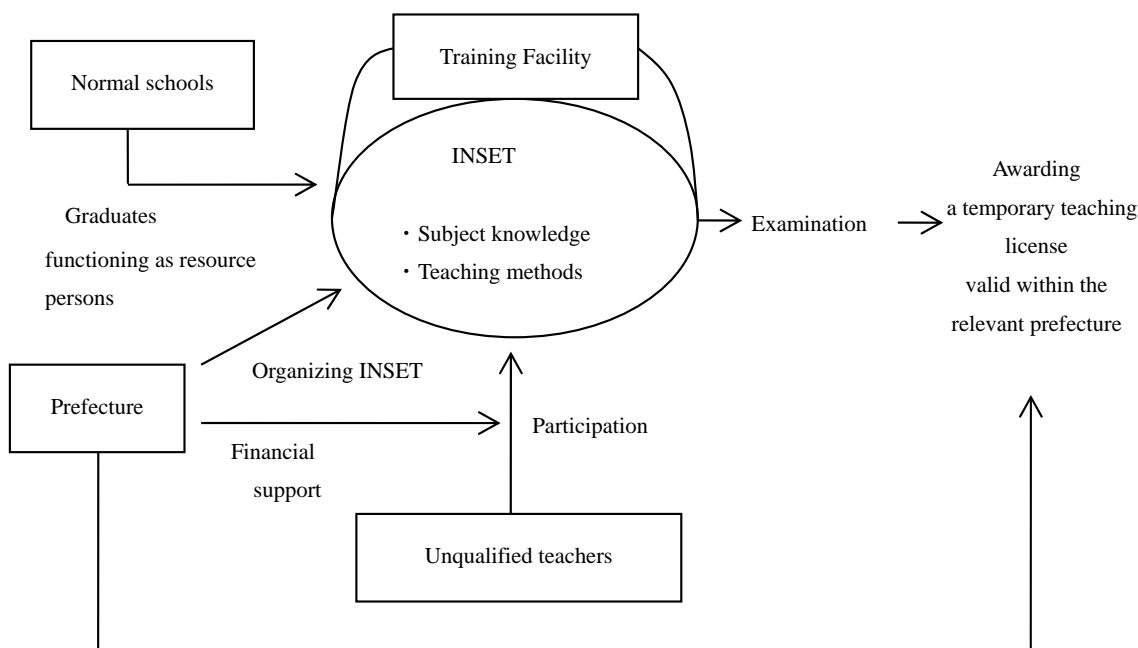 Training Facility
Normal schools
INSET
・Subject knowledge
・Teaching methods
Graduates
functioning as resource
persons
Examination
Awarding
a temporary teaching
license
valid within the
relevant prefecture
Organizing INSET
Prefecture
Financial
support
Participation
Unqualified teachers